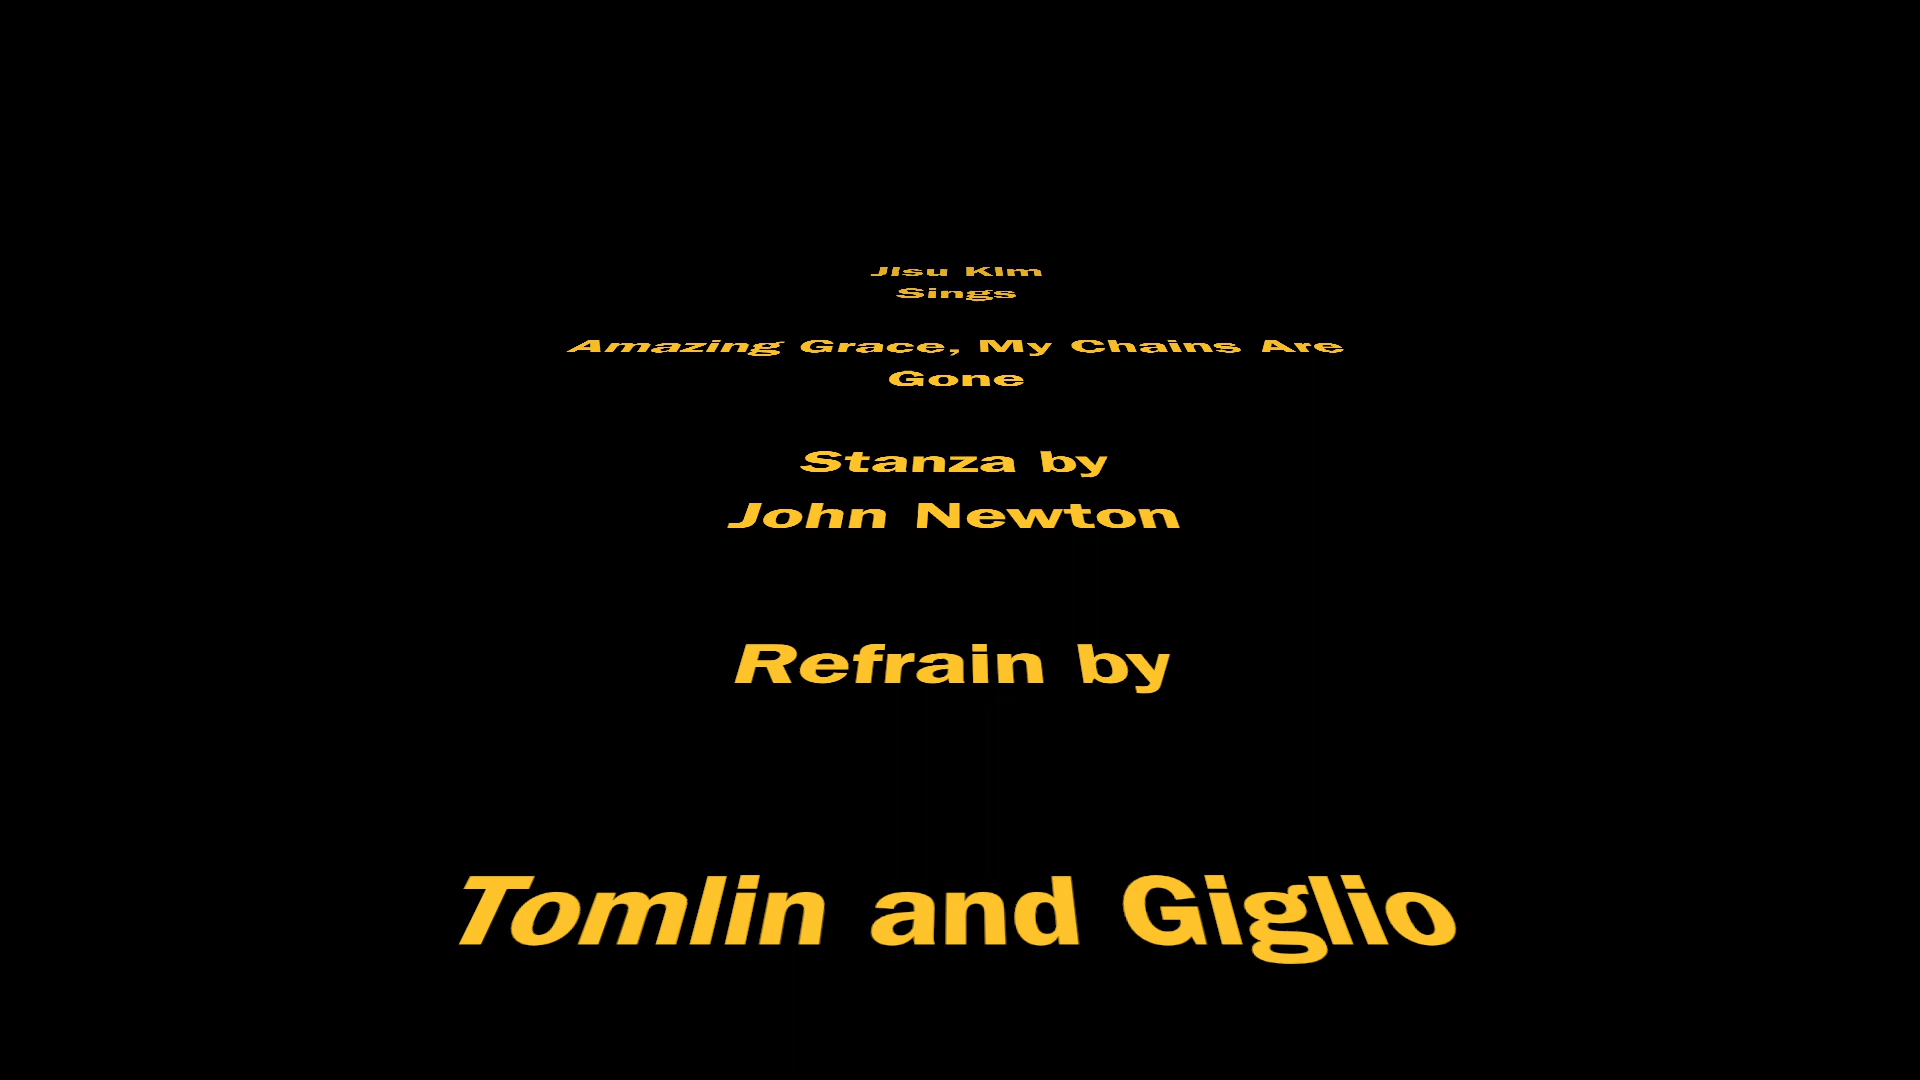 Jisu Kim
Sings
Amazing Grace, My Chains Are
Gone
Stanza by
John Newton
Refrain by
Tomlin and Giglio